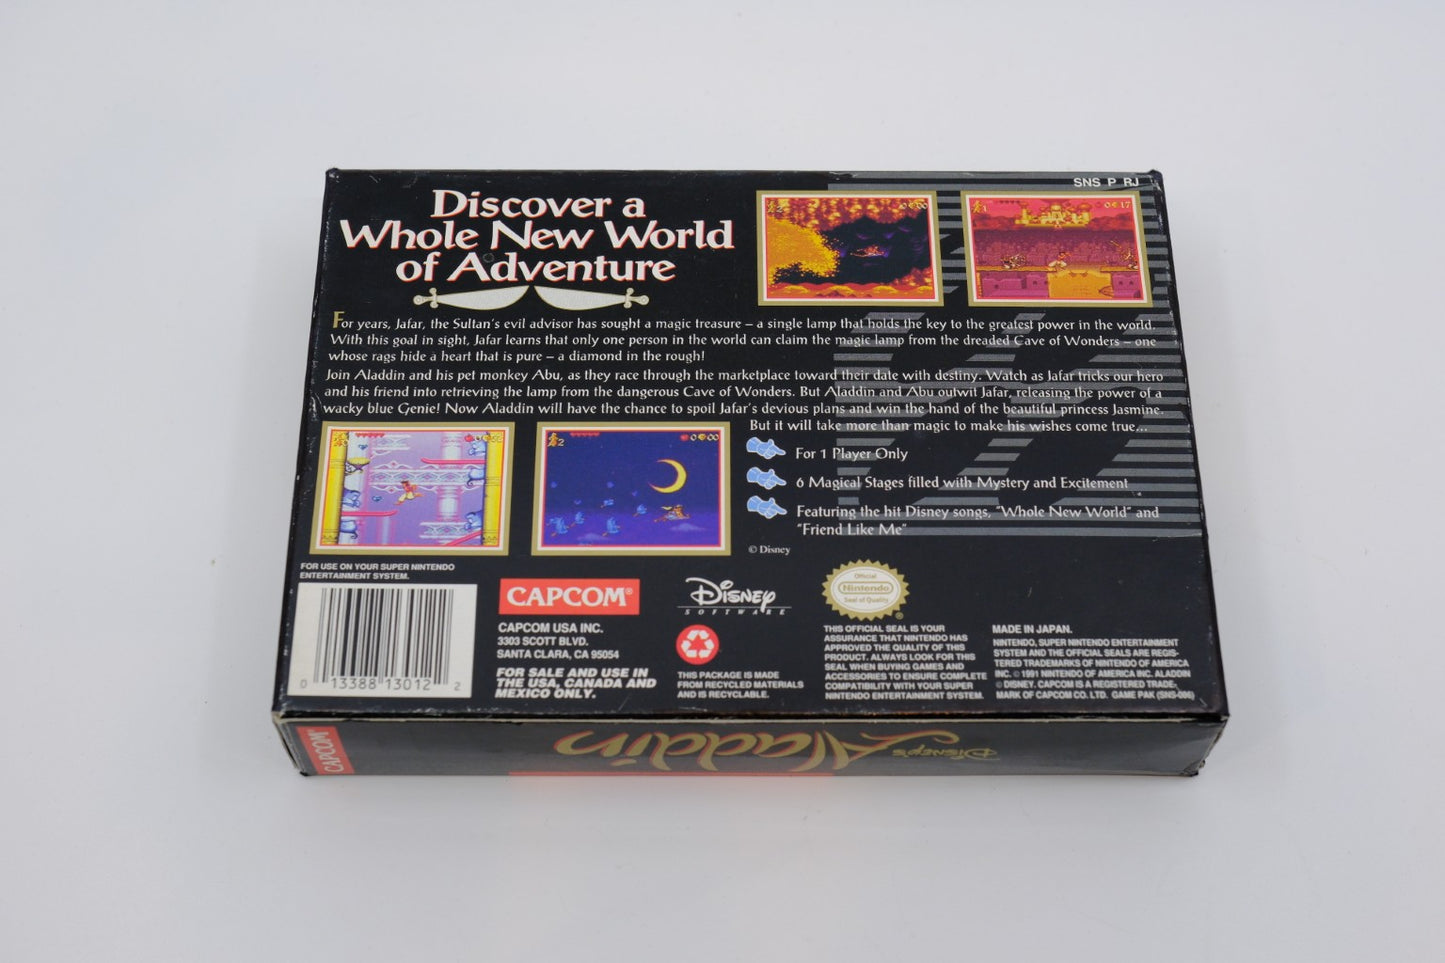 SNS P RJ
Discover a
Whole New World
of Adventure
For years, Jafar, the Sultan's evil advisor has sought a magic treasure – a single lamp that holds the key to the greatest power in the world.
With this goal in sight, Jafar learns that only one person in the world can claim the magic lamp from the dreaded Cave of Wonders – one
whose rags hide a heart that is pure – a diamond in the rough!
Join Aladdin and his pet monkey Abu, as they race through the marketplace toward their date with destiny. Watch as Jafar tricks our hero
and his friend into retrieving the lamp from the dangerous Cave of Wonders. But Aladdin and Abu outwit Jafar, releasing the power of a
wacky blue Genie! Now Aladdin will have the chance to spoil Jafar's devious plans and win the hand of the beautiful princess Jasmine.
But it will take more than magic to make his wishes come true...
For 1 Player Only
6 Magical Stages filled with Mystery and Excitement
Featuring the hit Disney songs, "Whole New World" and
"Friend Like Me"
© Disney
FOR USE ON YOUR SUPER NINTENDO
ENTERTAINMENT SYSTEM.
0 13388 13012 2
CAPCOM®
CAPCOM USA INC.
3303 SCOTT BLVD.
SANTA CLARA, CA 95054
FOR SALE AND USE IN
THE USA, CANADA AND
MEXICO ONLY.
Disney
SOFTWARE
THIS PACKAGE IS MADE
FROM RECYCLED MATERIALS
AND IS RECYCLABLE.
Official
Nintendo
Seal of Quality
®
THIS OFFICIAL SEAL IS YOUR
ASSURANCE THAT NINTENDO HAS
APPROVED THE QUALITY OF THIS
PRODUCT. ALWAYS LOOK FOR THIS
SEAL WHEN BUYING GAMES AND
ACCESSORIES TO ENSURE COMPLETE
COMPATIBILITY WITH YOUR SUPER
NINTENDO ENTERTAINMENT SYSTEM.
MADE IN JAPAN.
NINTENDO, SUPER NINTENDO ENTERTAINMENT
SYSTEM AND THE OFFICIAL SEALS ARE REGIS-
TERED TRADEMARKS OF NINTENDO OF AMERICA
INC. © 1991 NINTENDO OF AMERICA INC. ALADDIN
© DISNEY. CAPCOM IS A REGISTERED TRADE-
MARK OF CAPCOM CO. LTD. GAME PAK (SNS-006)
CAPCOM®
Disney's
Aladdin